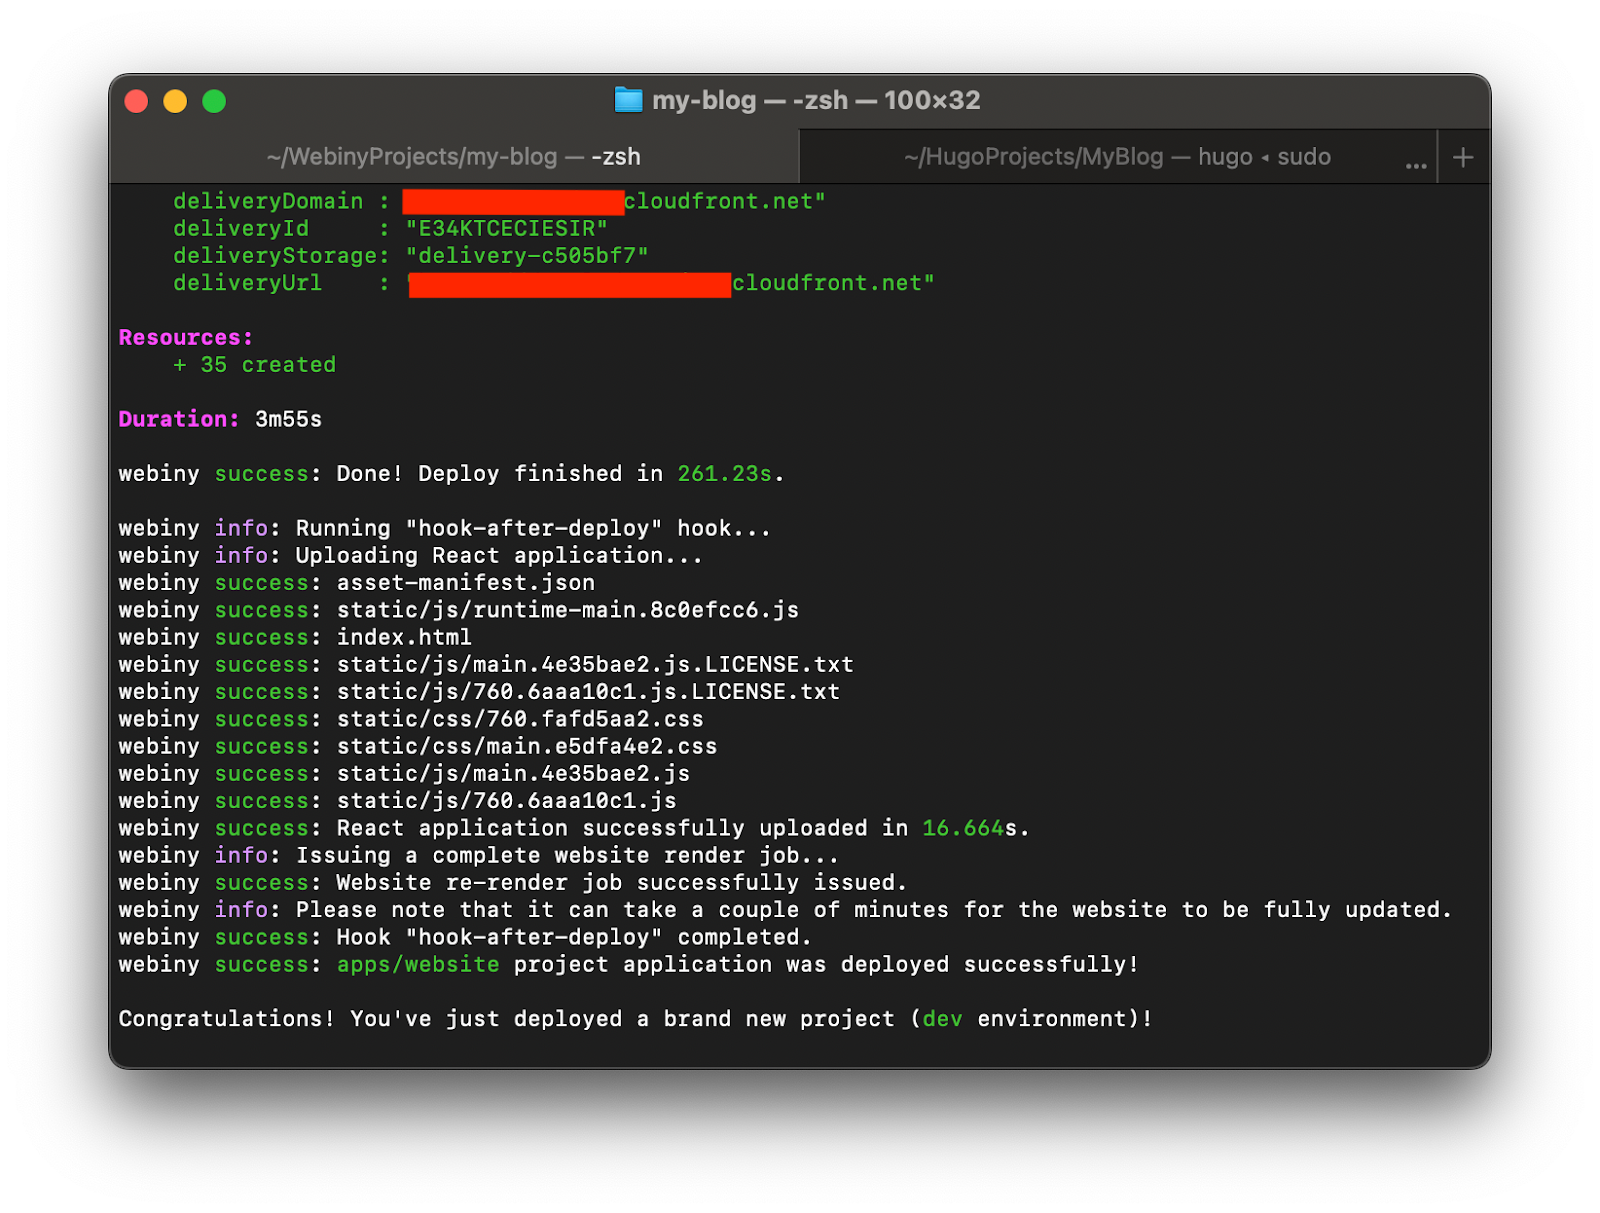 my-blog — -zsh — 100×32
~/WebinyProjects/my-blog — -zsh
~/HugoProjects/MyBlog — hugo ◂ sudo ... +
deliveryDomain : cloudfront.net"
deliveryId     : "E34KTCECIESIR"
deliveryStorage: "delivery-c505bf7"
deliveryUrl    : "cloudfront.net"
Resources:
+ 35 created
Duration: 3m55s
webiny success: Done! Deploy finished in 261.23s.
webiny info: Running "hook-after-deploy" hook...
webiny info: Uploading React application...
webiny success: asset-manifest.json
webiny success: static/js/runtime-main.8c0efcc6.js
webiny success: index.html
webiny success: static/js/main.4e35bae2.js.LICENSE.txt
webiny success: static/js/760.6aaa10c1.js.LICENSE.txt
webiny success: static/css/760.fafd5aa2.css
webiny success: static/css/main.e5dfa4e2.css
webiny success: static/js/main.4e35bae2.js
webiny success: static/js/760.6aaa10c1.js
webiny success: React application successfully uploaded in 16.664s.
webiny info: Issuing a complete website render job...
webiny success: Website re-render job successfully issued.
webiny info: Please note that it can take a couple of minutes for the website to be fully updated.
webiny success: Hook "hook-after-deploy" completed.
webiny success: apps/website project application was deployed successfully!
Congratulations! You've just deployed a brand new project (dev environment)!